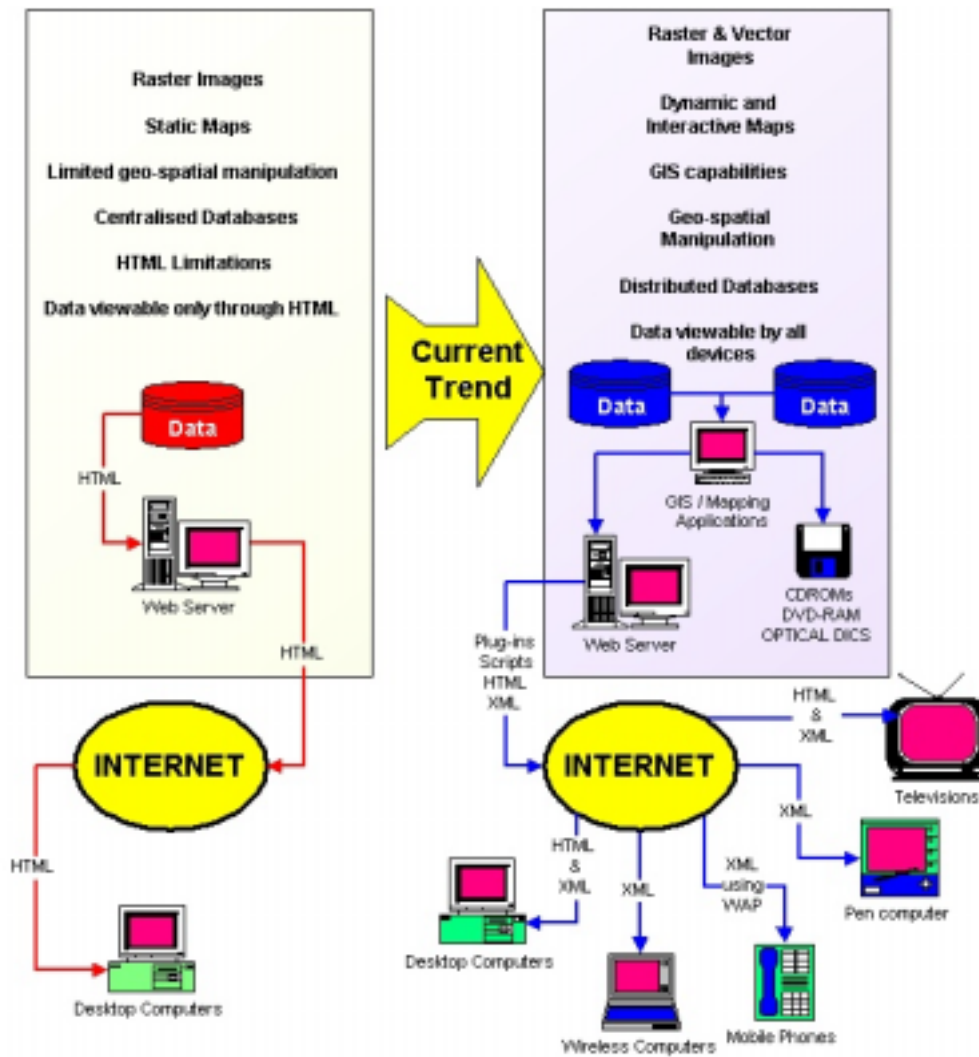 Raster Images
Static Maps
Limited geo-spatial manipulation
Centralised Databases
HTML Limitations
Data viewable only through HTML
Data
HTML
Web Server
HTML
INTERNET
HTML
Desktop Computers
Current
Trend
Raster & Vector
Images
Dynamic and
Interactive Maps
GIS capabilities
Geo-spatial
Manipulation
Distributed Databases
Data viewable by all
devices
Data
Data
GIS / Mapping
Applications
Web Server
CDROMs
DVD-RAM
OPTICAL DICS
Plug-ins
Scripts
HTML
XML
INTERNET
HTML
&
XML
Televisions
XML
Pen computer
HTML
&
XML
Desktop Computers
XML
Wireless Computers
XML
using
WAP
Mobile Phones